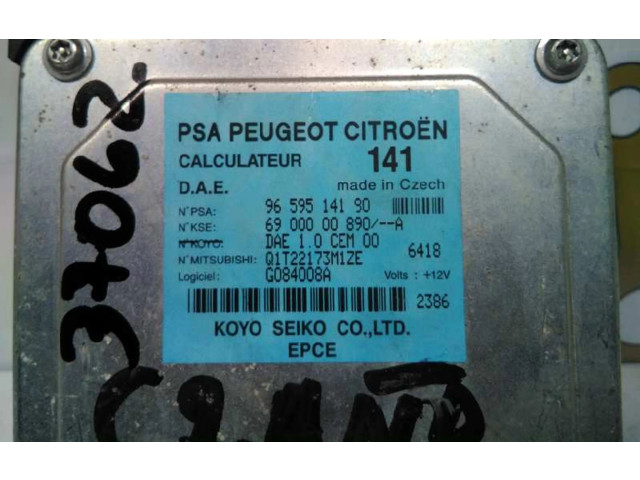 PSA PEUGEOT CITROËN
CALCULATEUR 141
D.A.E. made in Czech
N°PSA: 96 595 141 90
N°KSE: 69 000 00 890/--A
N°KOYO: DAE 1.0 CEM 00 6418
N°MITSUBISHI: Q1T22173M1ZE
Logiciel: G084008A Volts : +12V
2386
KOYO SEIKO CO.,LTD.
EPCE
37062.